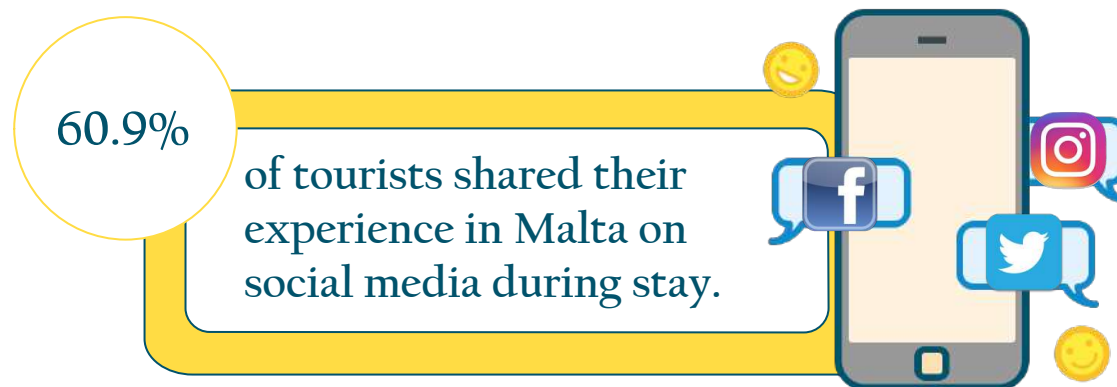 60.9%
of tourists shared their
experience in Malta on
social media during stay.